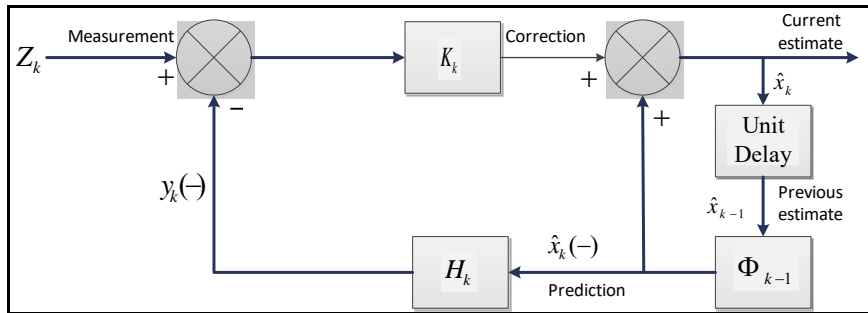 Measurement
Z_k
+
−
K_k
Correction
+
+
Current
estimate
x̂_k
Unit
Delay
Previous
estimate
x̂_{k−1}
y_k(−)
H_k
x̂_k(−)
Prediction
Φ_{k−1}